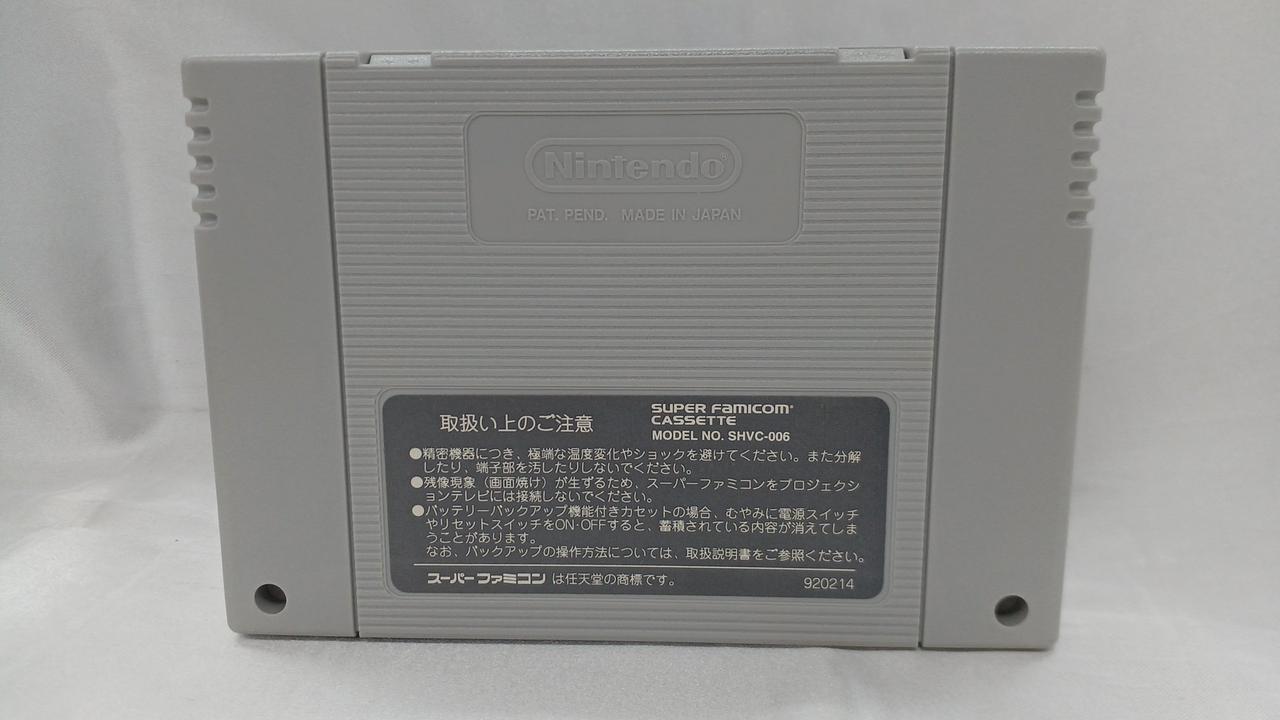 Nintendo®
PAT. PEND. MADE IN JAPAN
取扱い上のご注意
SUPER FAMICOM®
CASSETTE
MODEL NO. SHVC-006
●精密機器につき、極端な温度変化やショックを避けてください。また分解
したり、端子部を汚したりしないでください。
●残像現象（画面焼け）が生ずるため、スーパーファミコンをプロジェクシ
ョンテレビには接続しないでください。
●バッテリーバックアップ機能付きカセットの場合、むやみに電源スイッチ
やリセットスイッチをON・OFFすると、蓄積されている内容が消えてしま
うことがあります。
なお、バックアップの操作方法については、取扱説明書をご参照ください。
スーパーファミコン は任天堂の商標です。
920214